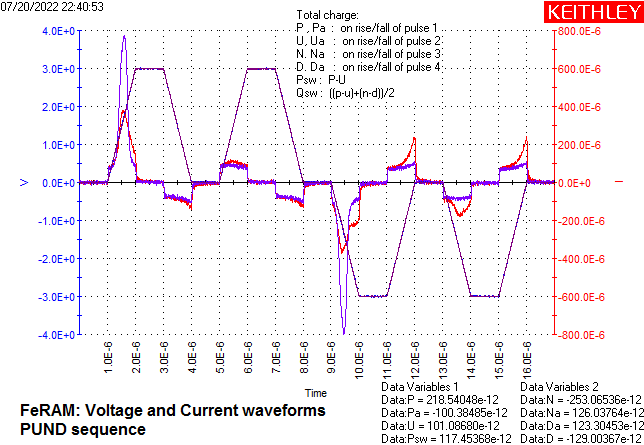 07/20/2022 22:40:53
KEITHLEY
Total charge:
P , Pa : on rise/fall of pulse 1
U, Ua : on rise/fall of pulse 2
N. Na : on rise/fall of pulse 3
D. Da : on rise/fall of pulse 4
Psw : P-U
Qsw : ((p-u)+(n-d))/2
4.0E+0
3.0E+0
2.0E+0
1.0E+0
0.0E+0
-1.0E+0
-2.0E+0
-3.0E+0
-4.0E+0
V
800.0E-6
600.0E-6
400.0E-6
200.0E-6
0.0E+0
-200.0E-6
-400.0E-6
-600.0E-6
-800.0E-6
I
1.0E-6
2.0E-6
3.0E-6
4.0E-6
5.0E-6
6.0E-6
7.0E-6
8.0E-6
9.0E-6
10.0E-6
11.0E-6
12.0E-6
13.0E-6
14.0E-6
15.0E-6
16.0E-6
Time
Data Variables 1
Data:P = 218.54048e-12
Data:Pa = -100.38485e-12
Data:U = 101.08680e-12
Data:Psw = 117.45368e-12
Data Variables 2
Data:N = -253.06536e-12
Data:Na = 126.03764e-12
Data:Da = 123.30453e-12
Data:D = -129.00367e-12
FeRAM: Voltage and Current waveforms
PUND sequence